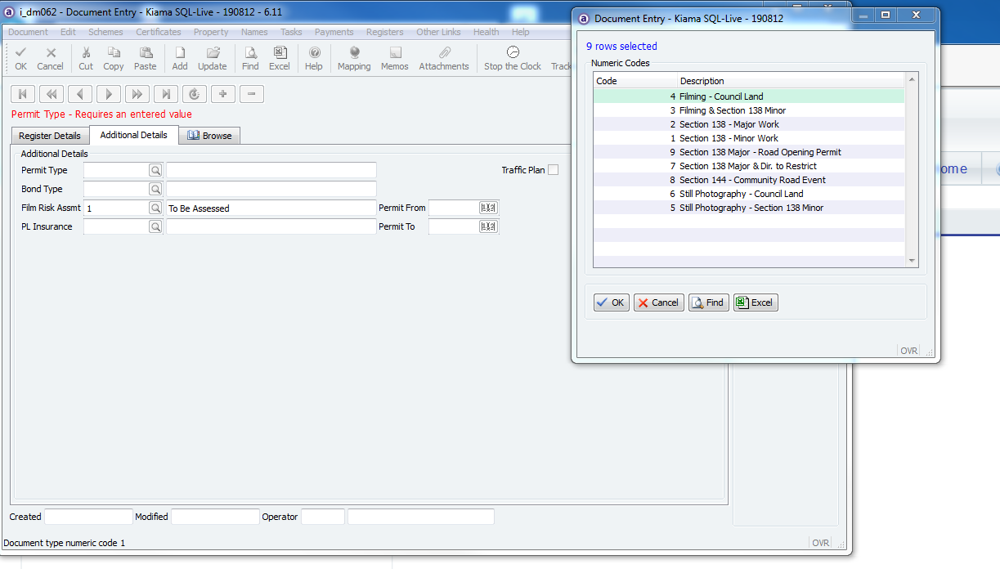 i_dm062 - Document Entry - Kiama SQL-Live - 190812 - 6.11
Document Edit Schemes Certificates Property Names Tasks Payments Registers Other Links Health Help
OK Cancel Cut Copy Paste Add Update Find Excel Help Mapping Memos Attachments Stop the Clock Track
Permit Type - Requires an entered value
Register Details Additional Details Browse
Additional Details
Permit Type Traffic Plan
Bond Type
Film Risk Assmt 1 To Be Assessed Permit From
PL Insurance Permit To
Created Modified Operator
Document type numeric code 1 OVR
Document Entry - Kiama SQL-Live - 190812
9 rows selected
Numeric Codes
Code Description
4 Filming - Council Land
3 Filming & Section 138 Minor
2 Section 138 - Major Work
1 Section 138 - Minor Work
9 Section 138 Major - Road Opening Permit
7 Section 138 Major & Dir. to Restrict
8 Section 144 - Community Road Event
6 Still Photography - Council Land
5 Still Photography - Section 138 Minor
OK Cancel Find Excel
OVR
ome